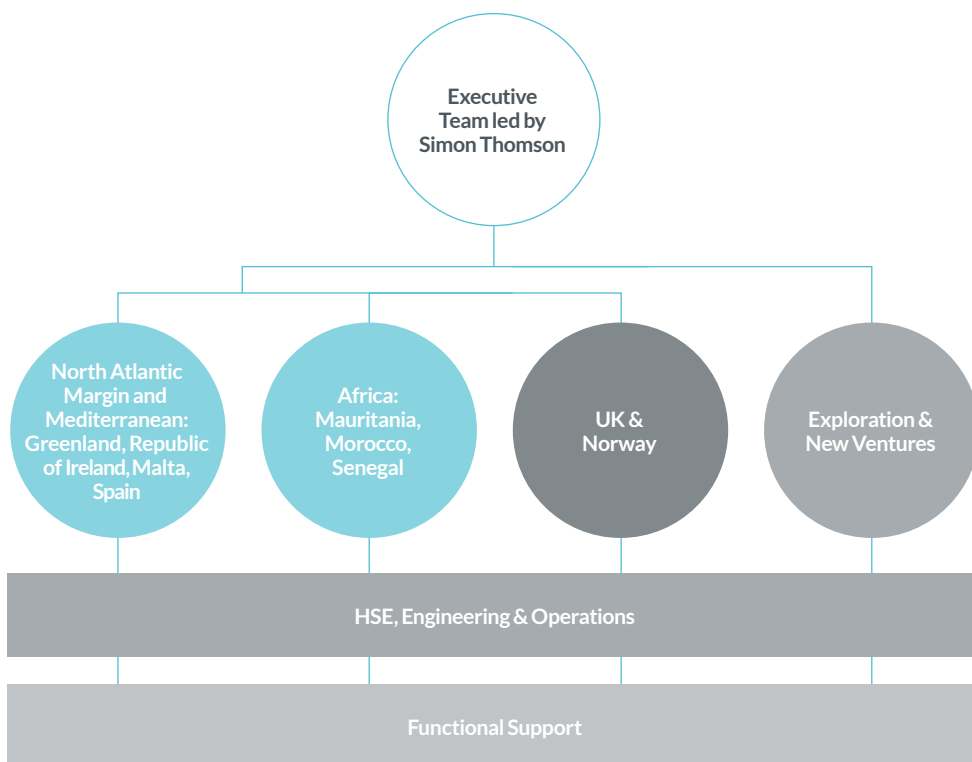 Executive
Team led by
Simon Thomson
North Atlantic
Margin and
Mediterranean:
Greenland, Republic
of Ireland, Malta,
Spain
Africa:
Mauritania,
Morocco,
Senegal
UK &
Norway
Exploration &
New Ventures
HSE, Engineering & Operations
Functional Support